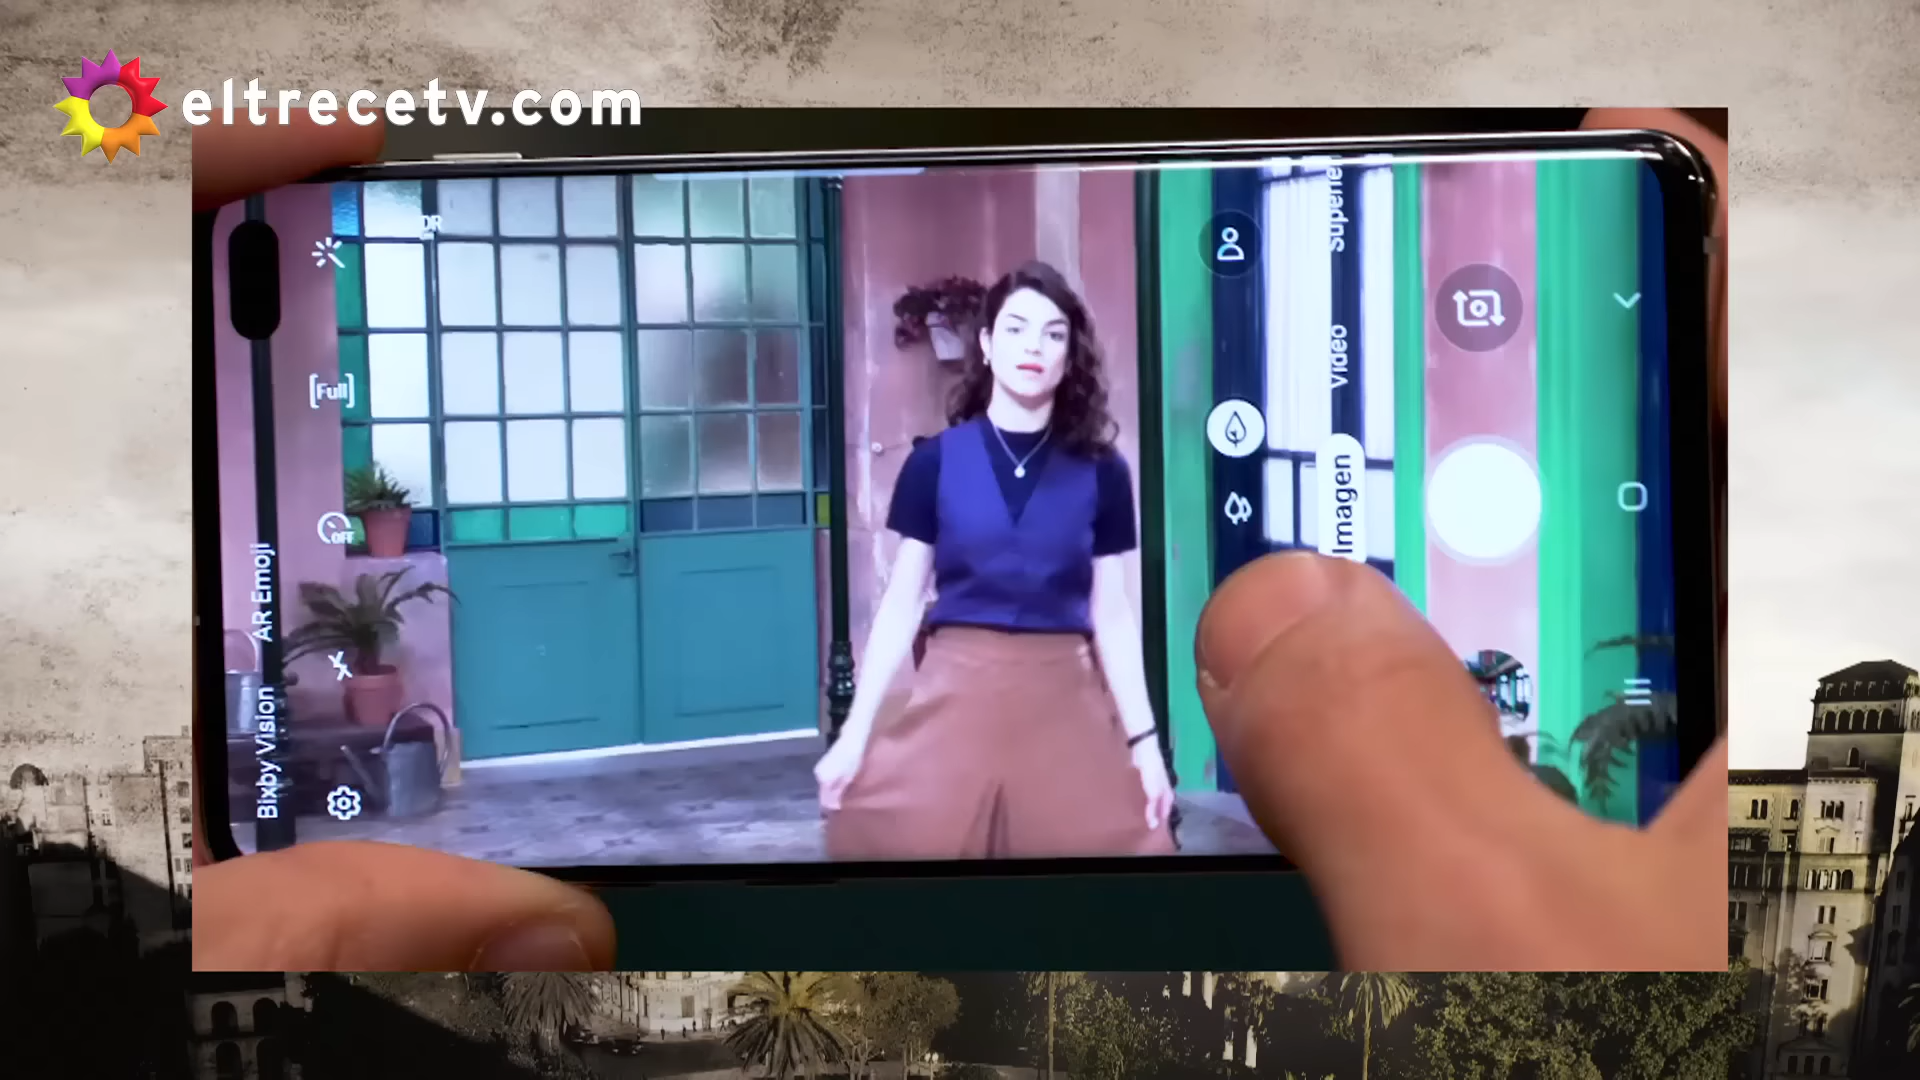 eltrecetv.com
Full
OFF
AR Emoji
Bixby Vision
Video
Imagen